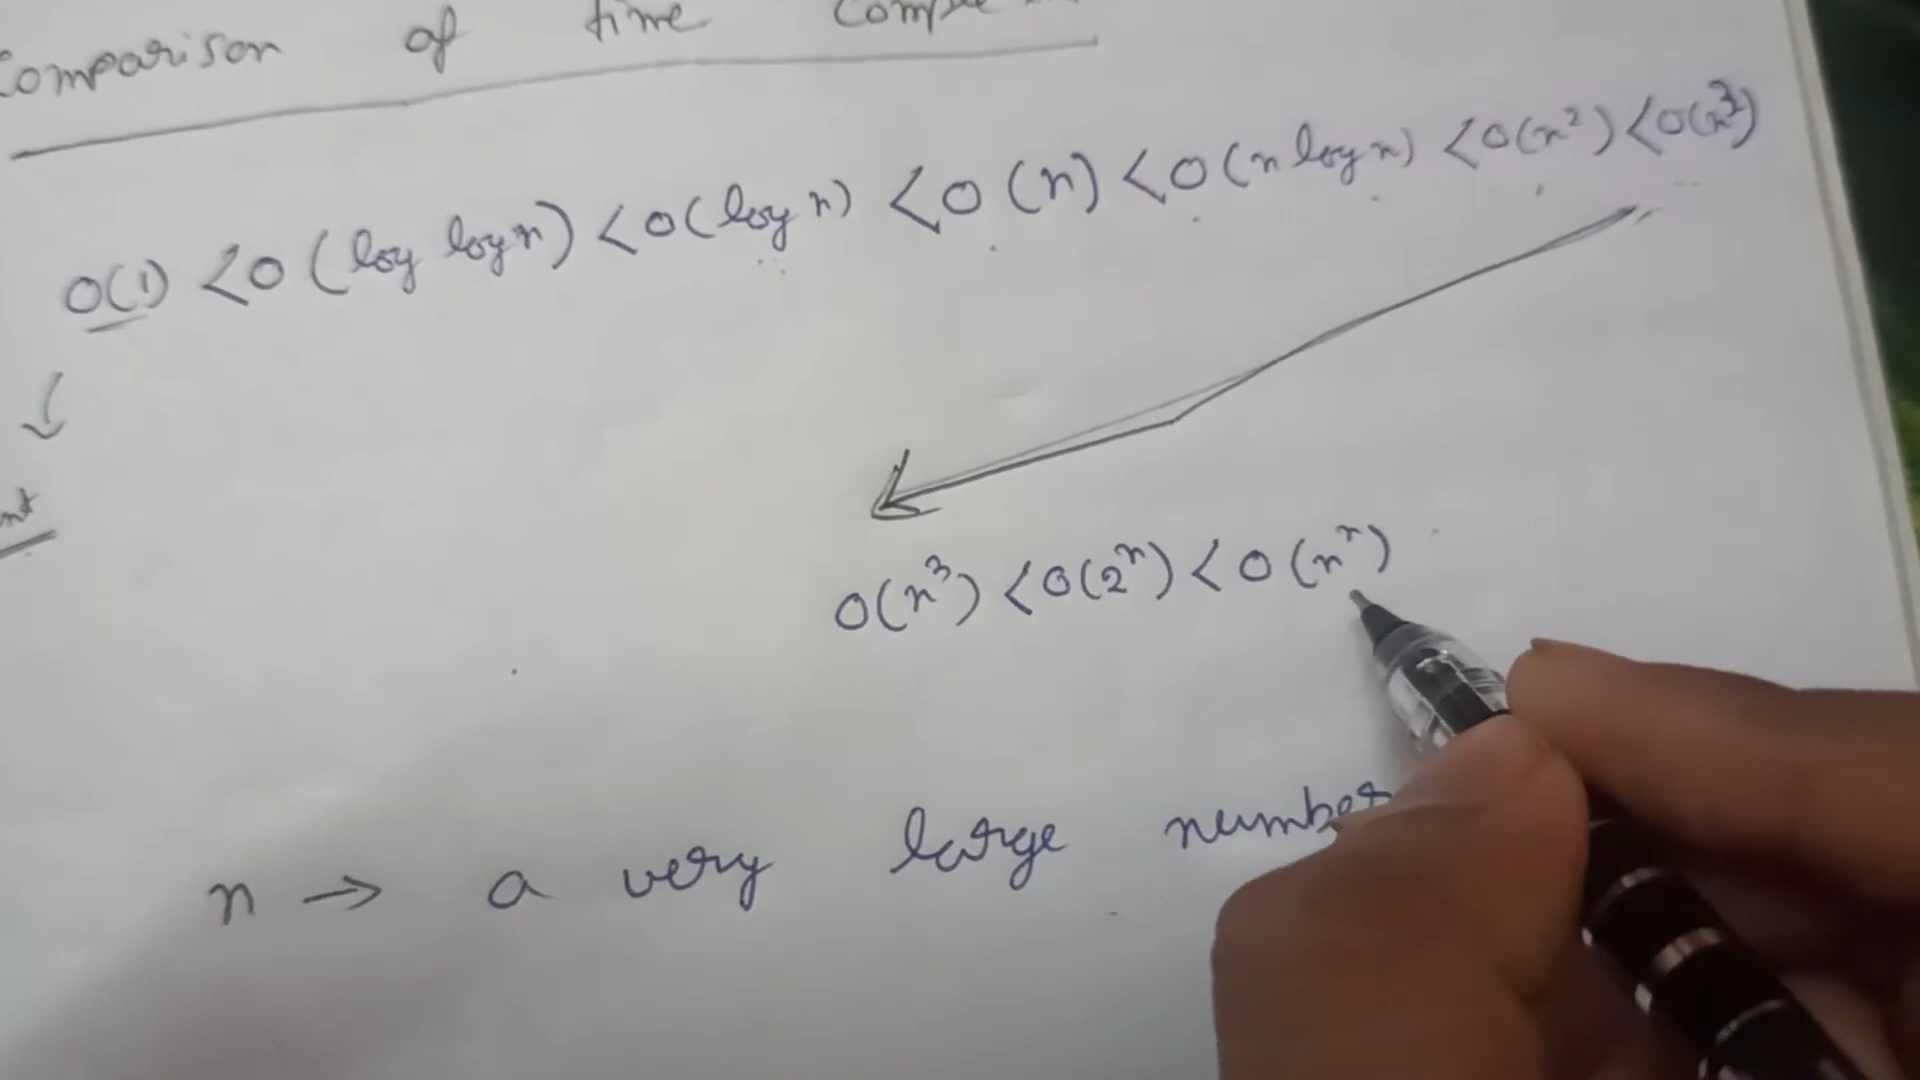 Comparison of time
O(1) < O(log log n) < O(log n) < O(n) < O(n log n) < O(n²) < O(n³)
O(n³) < O(2ⁿ) < O(nⁿ)
n → a very large number